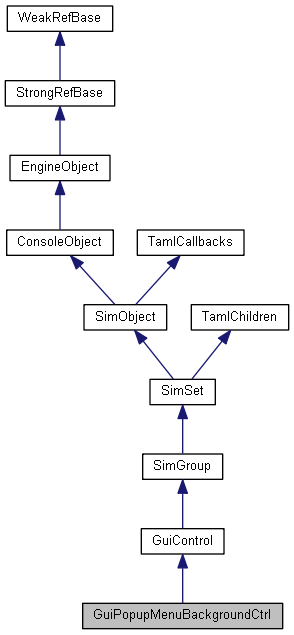 WeakRefBase
StrongRefBase
EngineObject
ConsoleObject
TamlCallbacks
SimObject
TamlChildren
SimSet
SimGroup
GuiControl
GuiPopupMenuBackgroundCtrl